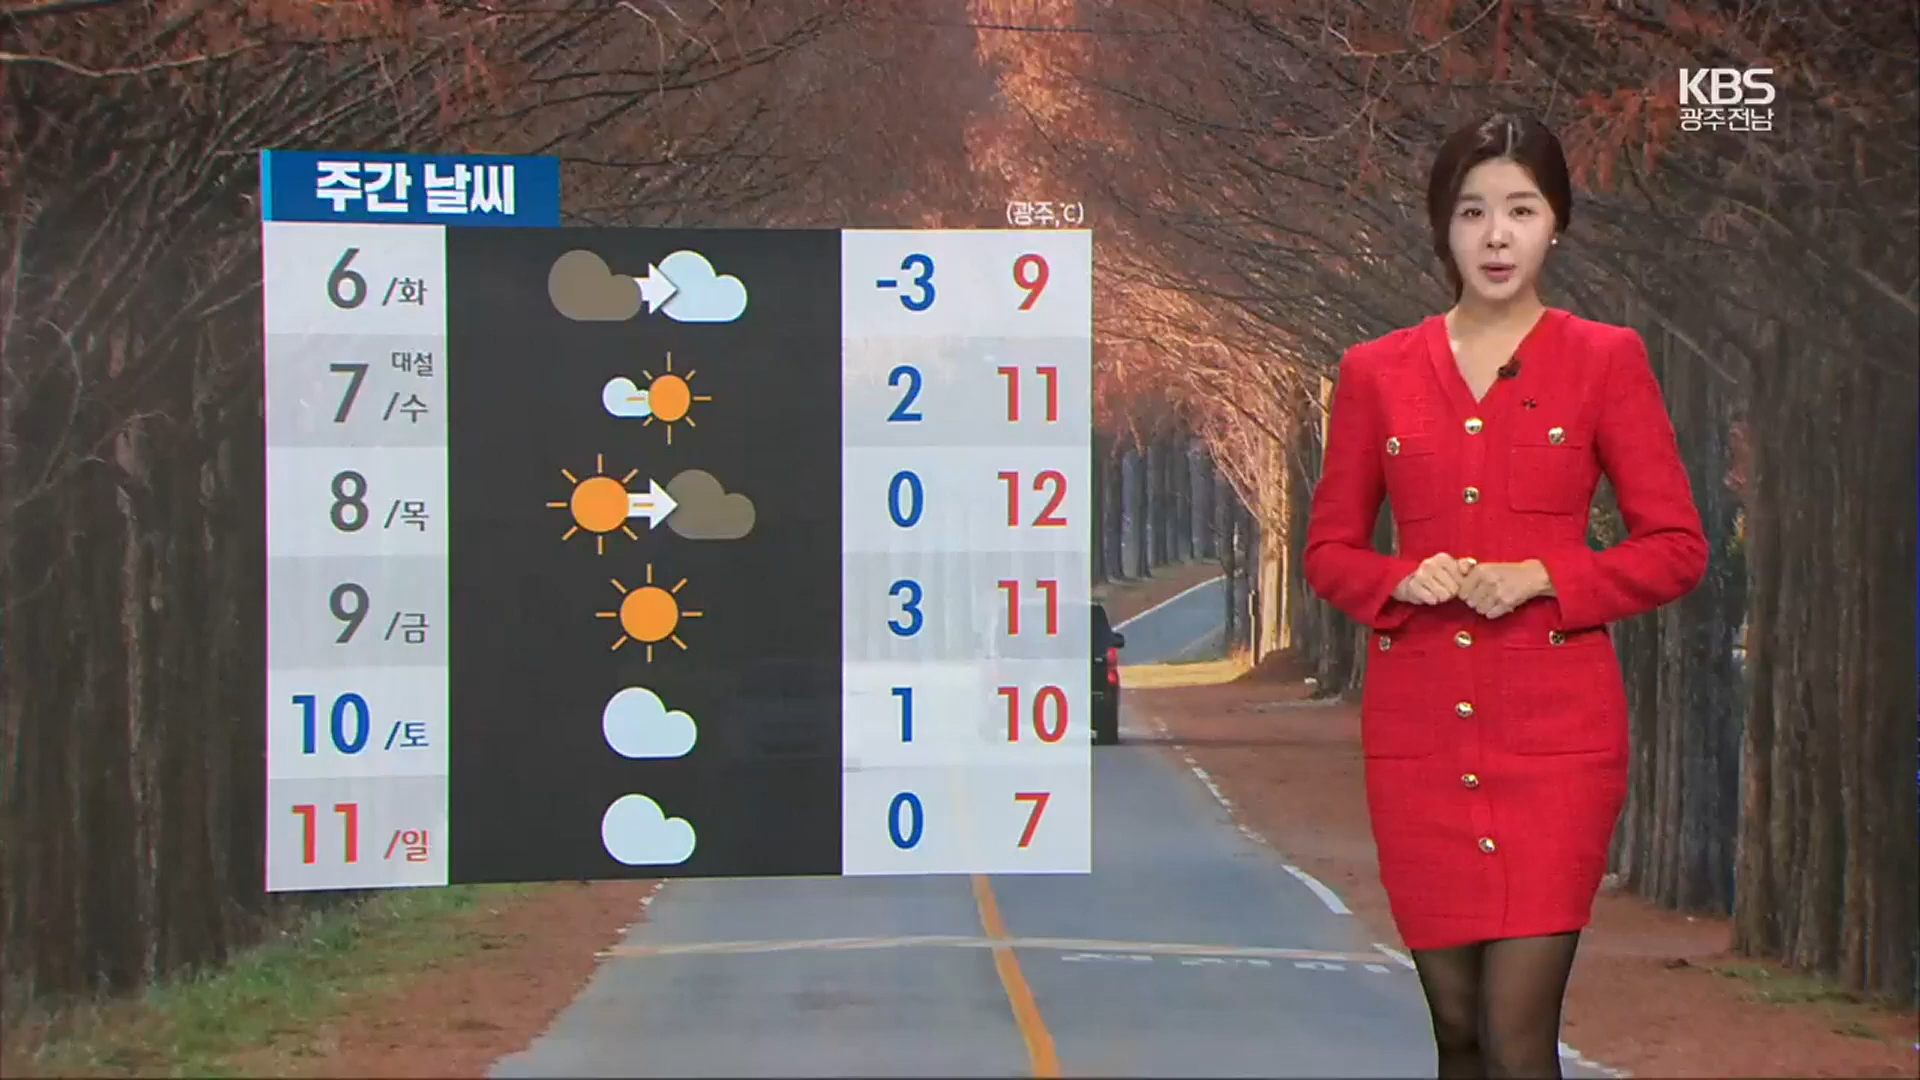 KBS
광주전남
주간 날씨
(광주,℃)
6 /화 -3 9
7 대설 /수 2 11
8 /목 0 12
9 /금 3 11
10 /토 1 10
11 /일 0 7